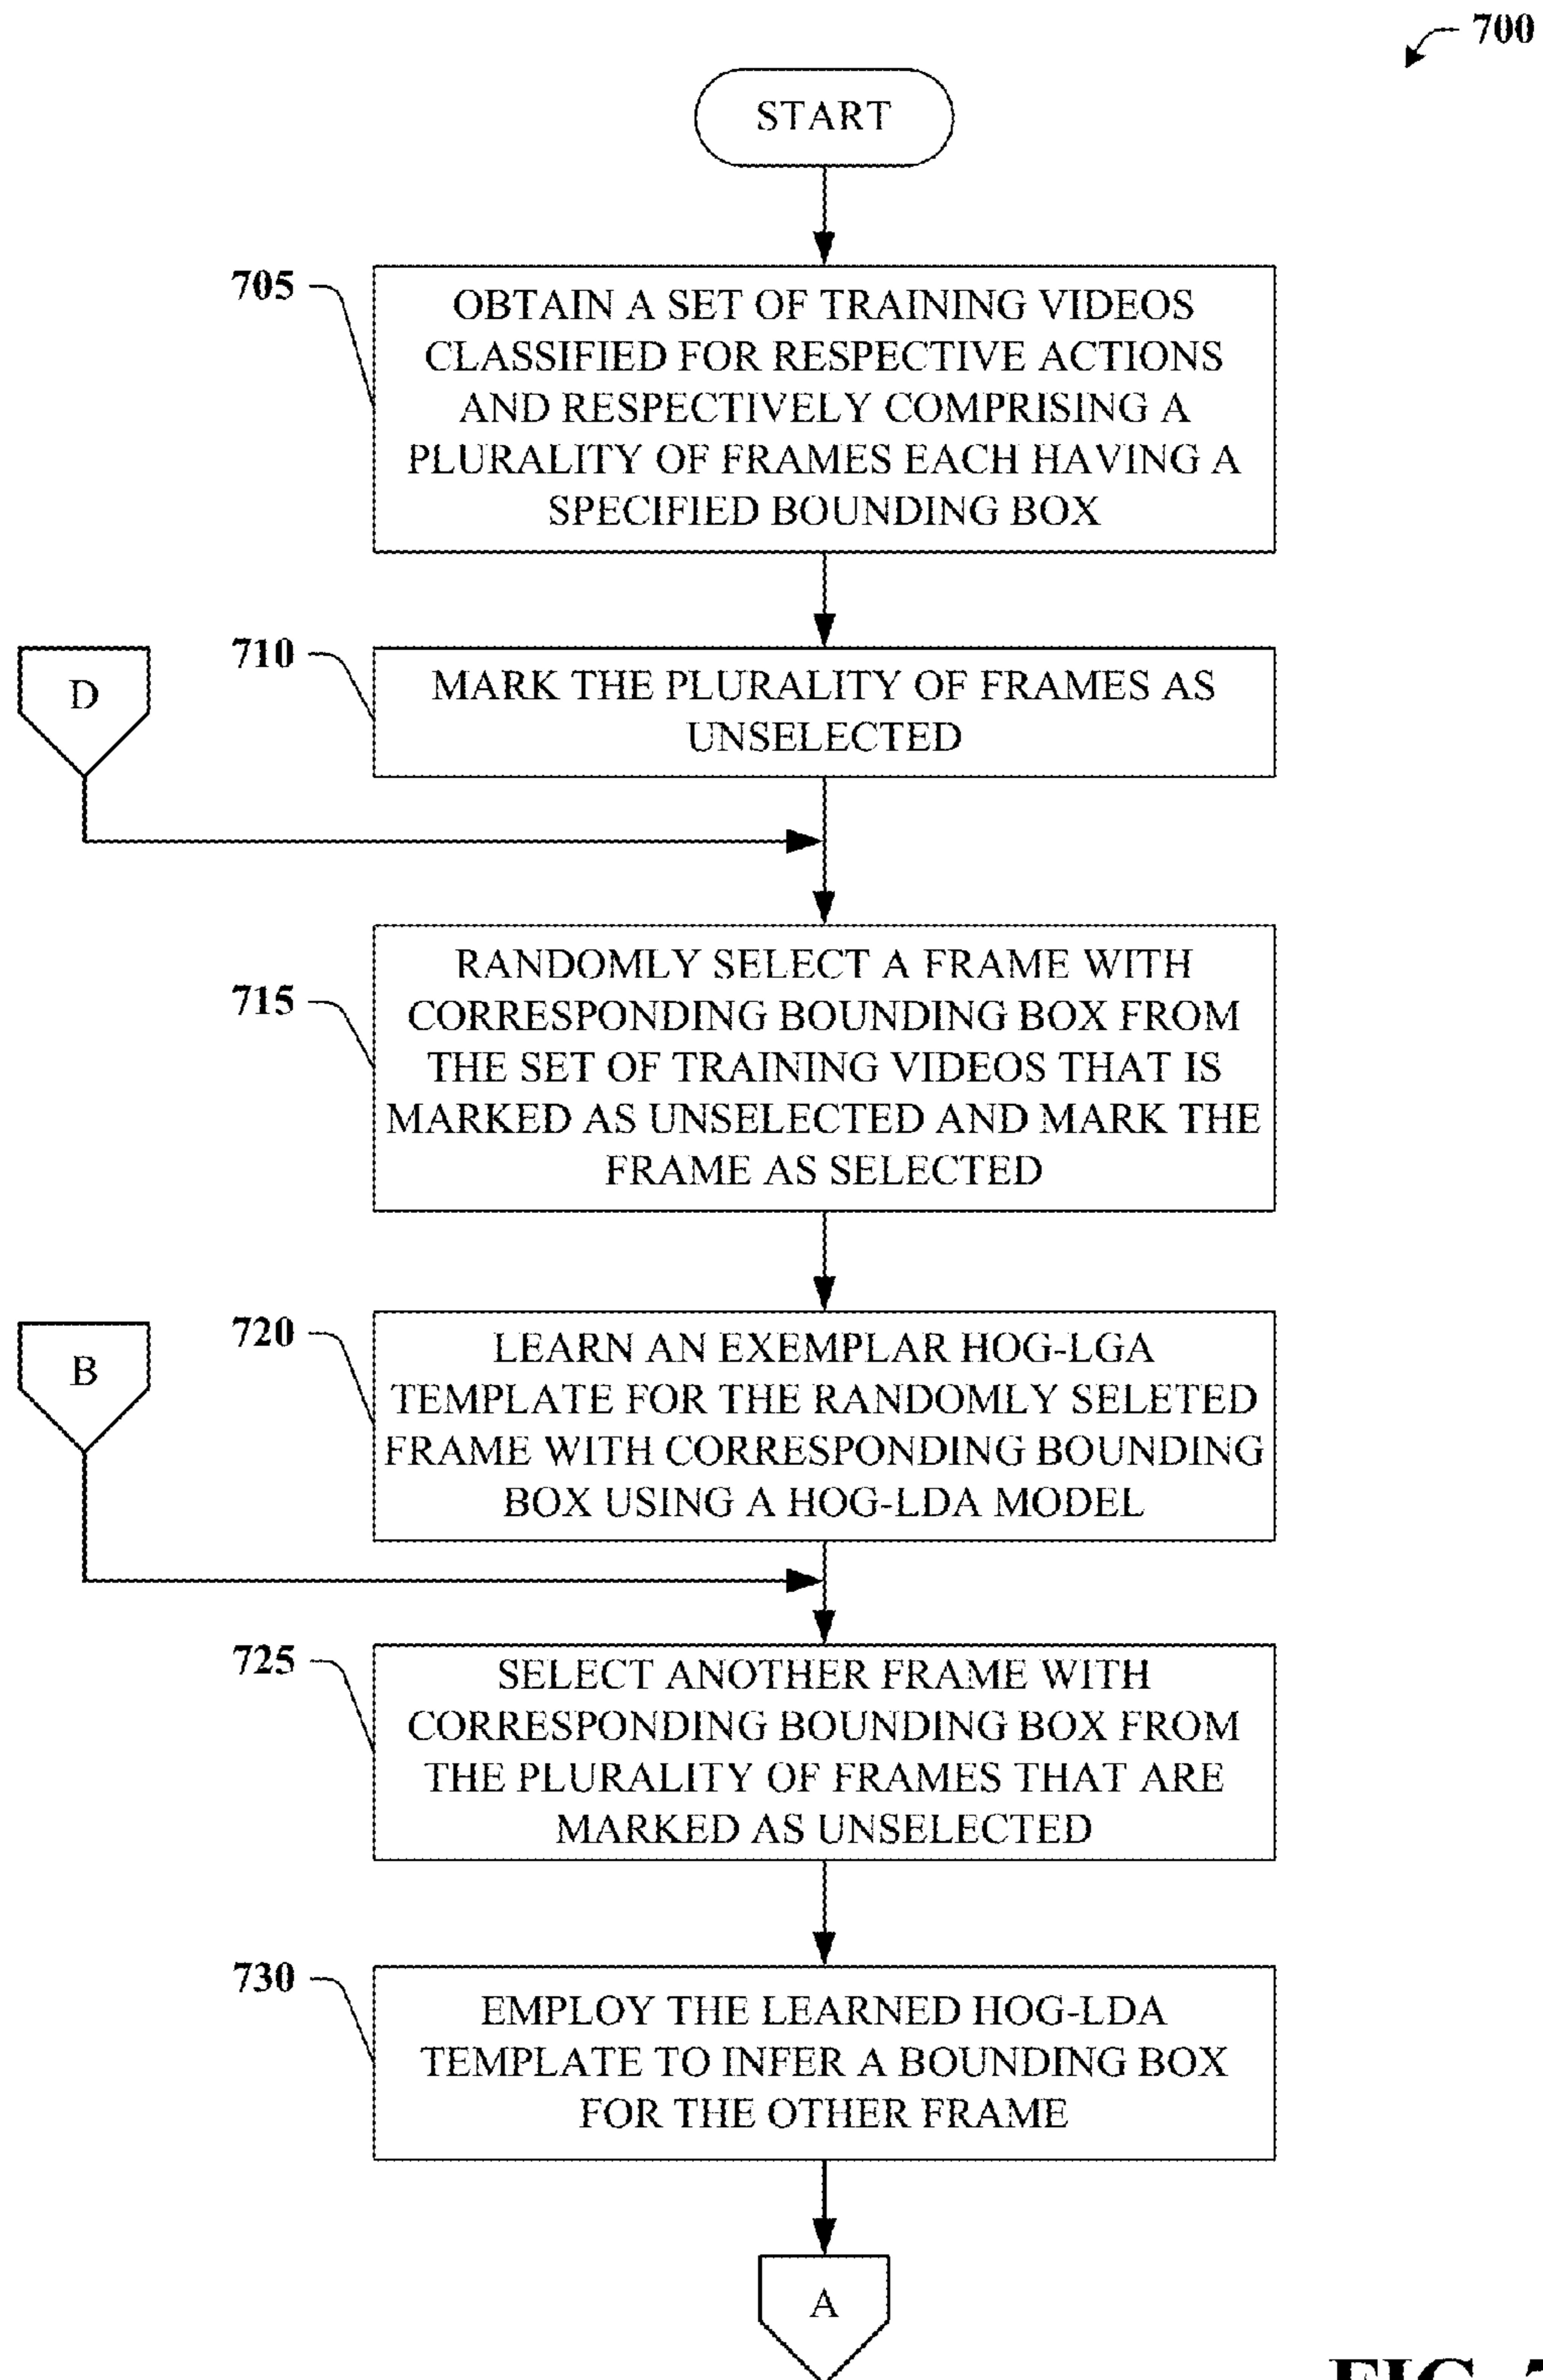 700
START
705
OBTAIN A SET OF TRAINING VIDEOS
CLASSIFIED FOR RESPECTIVE ACTIONS
AND RESPECTIVELY COMPRISING A
PLURALITY OF FRAMES EACH HAVING A
SPECIFIED BOUNDING BOX
D
710
MARK THE PLURALITY OF FRAMES AS
UNSELECTED
715
RANDOMLY SELECT A FRAME WITH
CORRESPONDING BOUNDING BOX FROM
THE SET OF TRAINING VIDEOS THAT IS
MARKED AS UNSELECTED AND MARK THE
FRAME AS SELECTED
B
720
LEARN AN EXEMPLAR HOG-LGA
TEMPLATE FOR THE RANDOMLY SELETED
FRAME WITH CORRESPONDING BOUNDING
BOX USING A HOG-LDA MODEL
725
SELECT ANOTHER FRAME WITH
CORRESPONDING BOUNDING BOX FROM
THE PLURALITY OF FRAMES THAT ARE
MARKED AS UNSELECTED
730
EMPLOY THE LEARNED HOG-LDA
TEMPLATE TO INFER A BOUNDING BOX
FOR THE OTHER FRAME
A